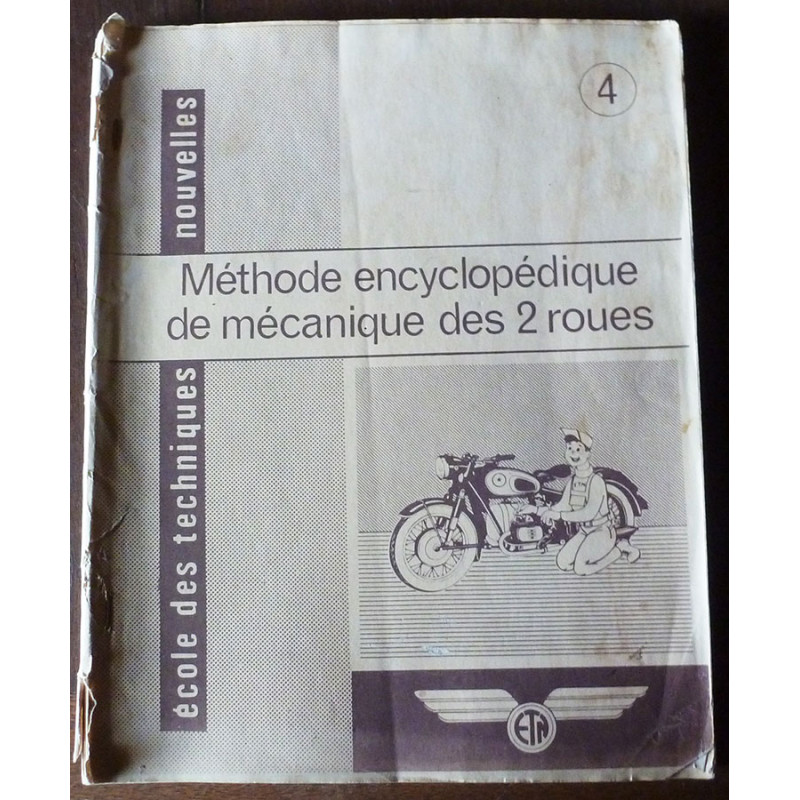 4
école des techniques nouvelles
Méthode encyclopédique
de mécanique des 2 roues
ETN